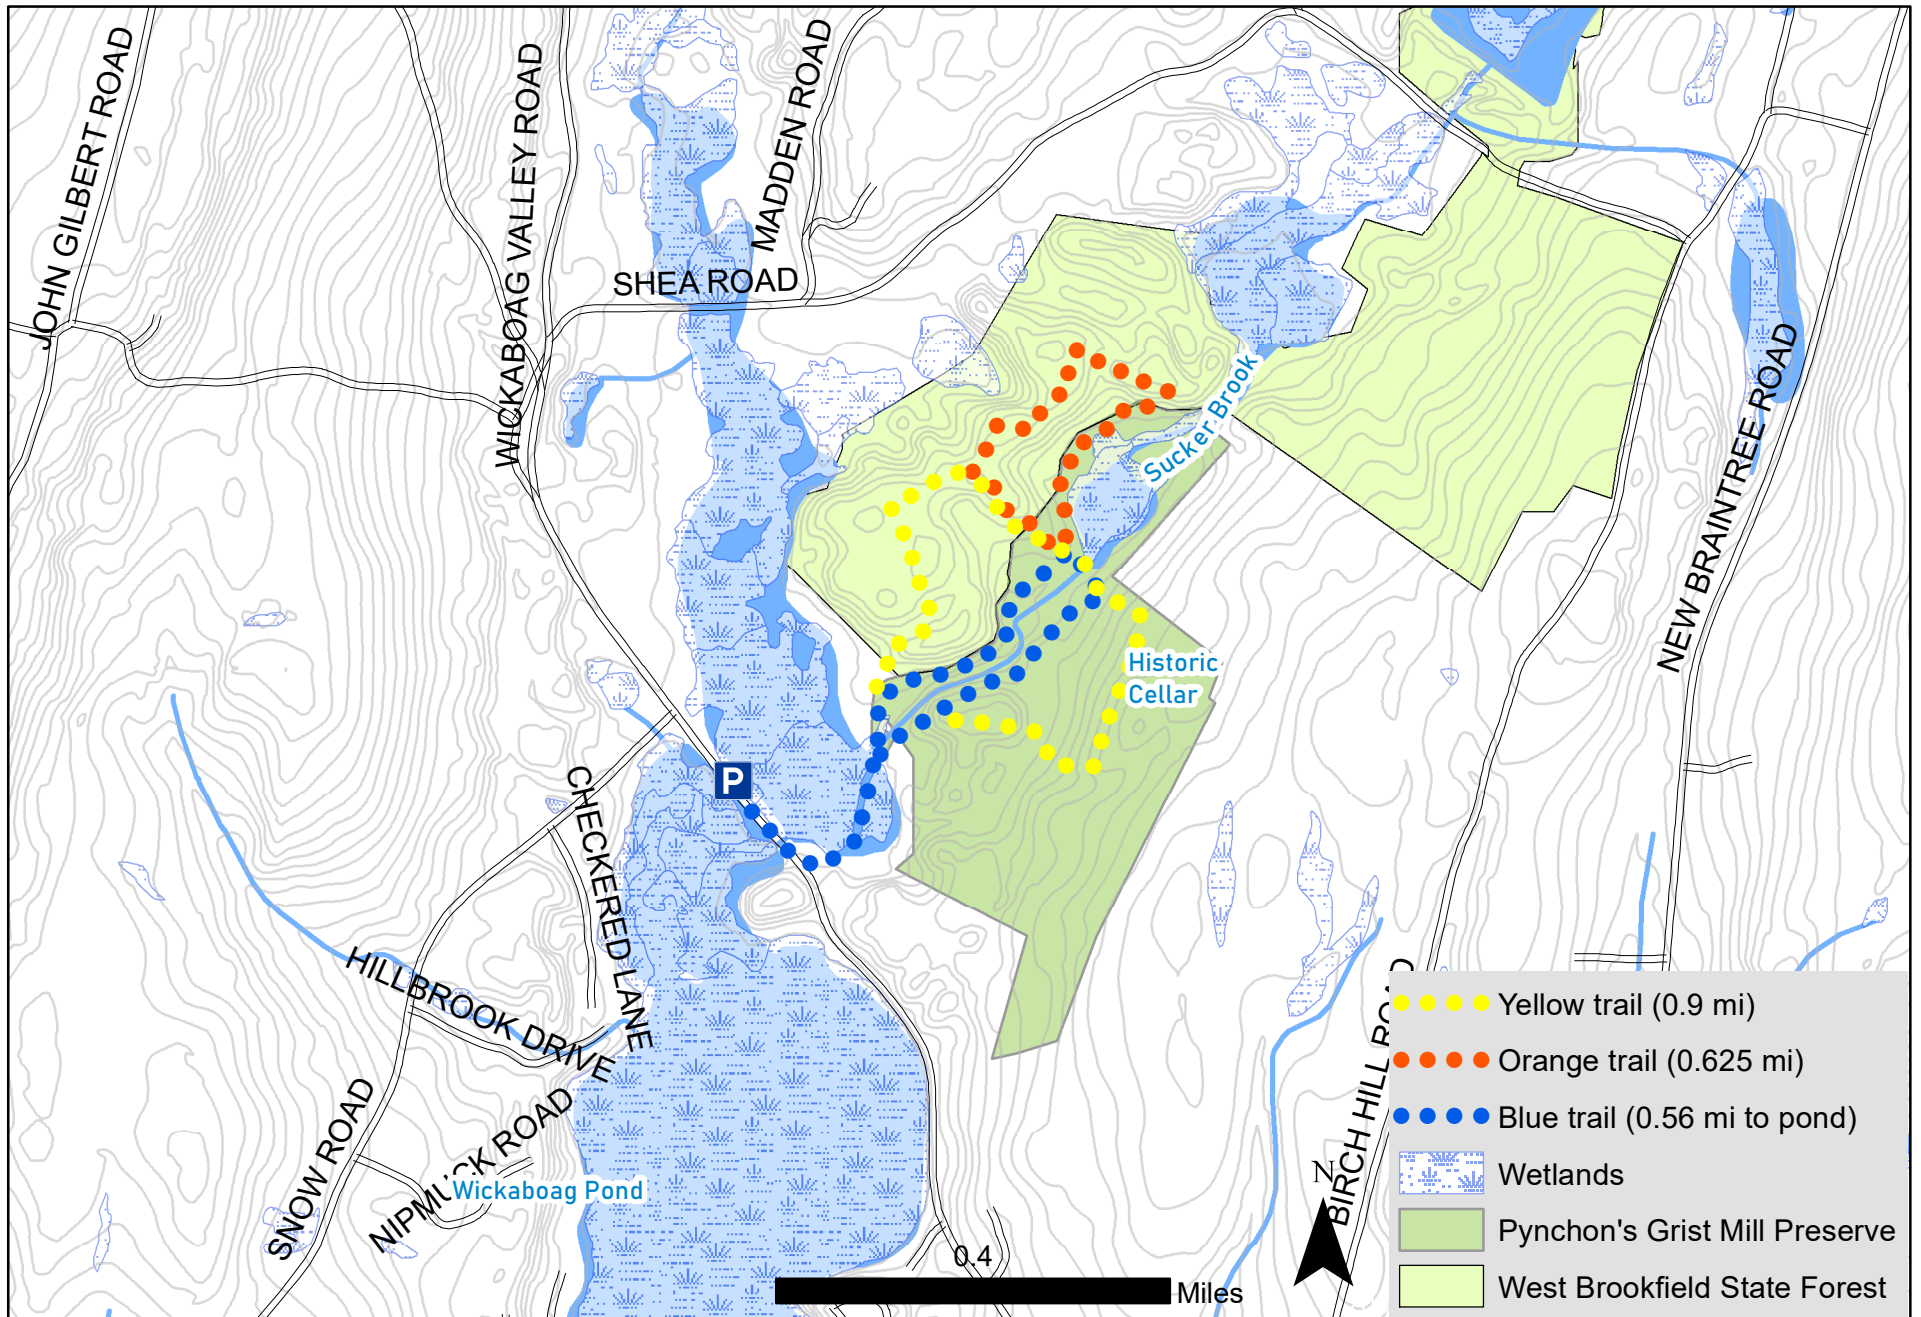 JOHN GILBERT ROAD
WICKABOAG VALLEY ROAD
MADDEN ROAD
SHEA ROAD
Sucker Brook
NEW BRAINTREE ROAD
Historic
Cellar
P
CHECKERED LANE
HILLBROOK DRIVE
SNOW ROAD
NIPMUCK ROAD
Wickaboag Pond
BIRCH HILL ROAD
N
0.4
Miles
Yellow trail (0.9 mi)
Orange trail (0.625 mi)
Blue trail (0.56 mi to pond)
Wetlands
Pynchon's Grist Mill Preserve
West Brookfield State Forest